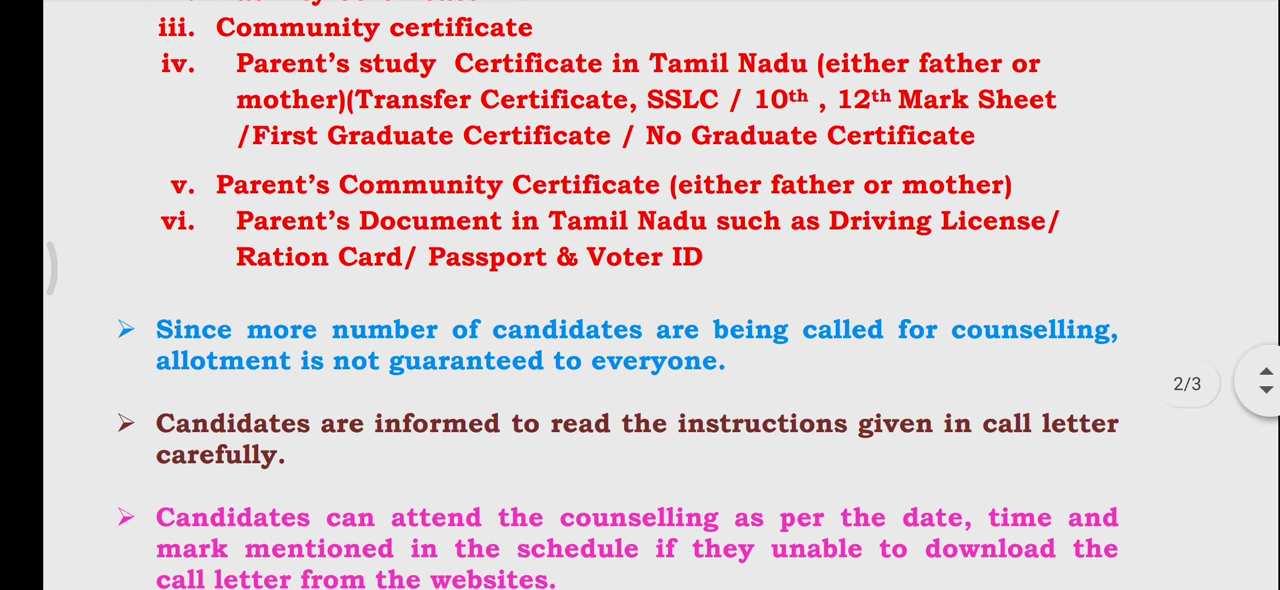 iii. Community certificate
iv. Parent's study Certificate in Tamil Nadu (either father or
mother)(Transfer Certificate, SSLC / 10th , 12th Mark Sheet
/First Graduate Certificate / No Graduate Certificate
v. Parent's Community Certificate (either father or mother)
vi. Parent's Document in Tamil Nadu such as Driving License/
Ration Card/ Passport & Voter ID
➢ Since more number of candidates are being called for counselling,
allotment is not guaranteed to everyone.
2/3
➢ Candidates are informed to read the instructions given in call letter
carefully.
➢ Candidates can attend the counselling as per the date, time and
mark mentioned in the schedule if they unable to download the
call letter from the websites.